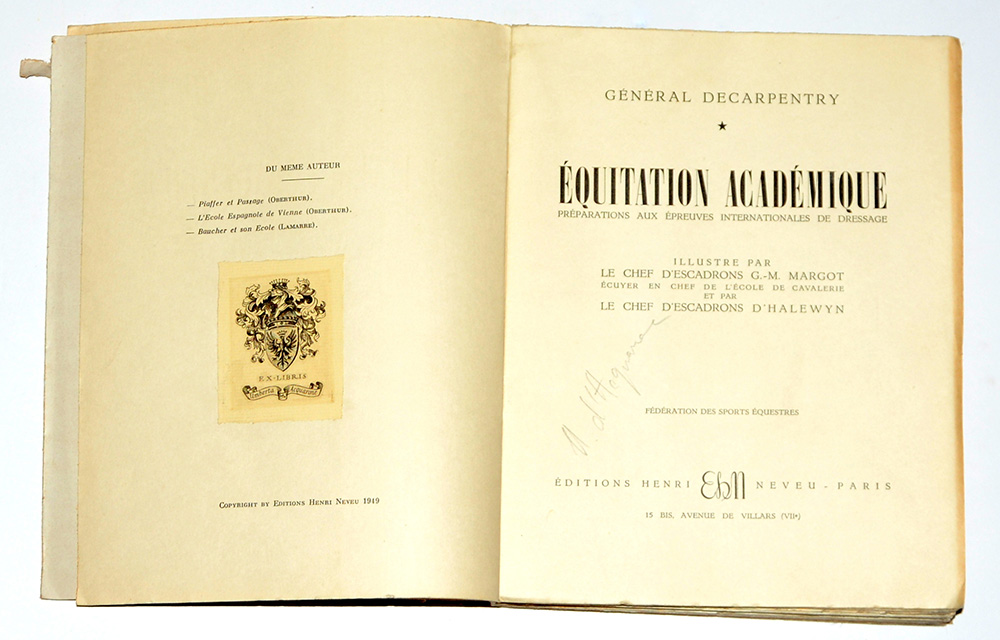 DU MEME AUTEUR
— Piaffer et Passage (OBERTHUR).
— L'Ecole Espagnole de Vienne (OBERTHUR).
— Baucher et son Ecole (LAMARRE).
EX-LIBRIS
Umberto Acquarone
COPYRIGHT BY EDITIONS HENRI NEVEU 1949
GÉNÉRAL DECARPENTRY
★
ÉQUITATION ACADÉMIQUE
PRÉPARATIONS AUX ÉPREUVES INTERNATIONALES DE DRESSAGE
ILLUSTRE PAR
LE CHEF D'ESCADRONS G.-M. MARGOT
ÉCUYER EN CHEF DE L'ÉCOLE DE CAVALERIE
ET PAR
LE CHEF D'ESCADRONS D'HALEWYN
FÉDÉRATION DES SPORTS ÉQUESTRES
ÉDITIONS HENRI EHN NEVEU - PARIS
15 BIS, AVENUE DE VILLARS (VIIe)